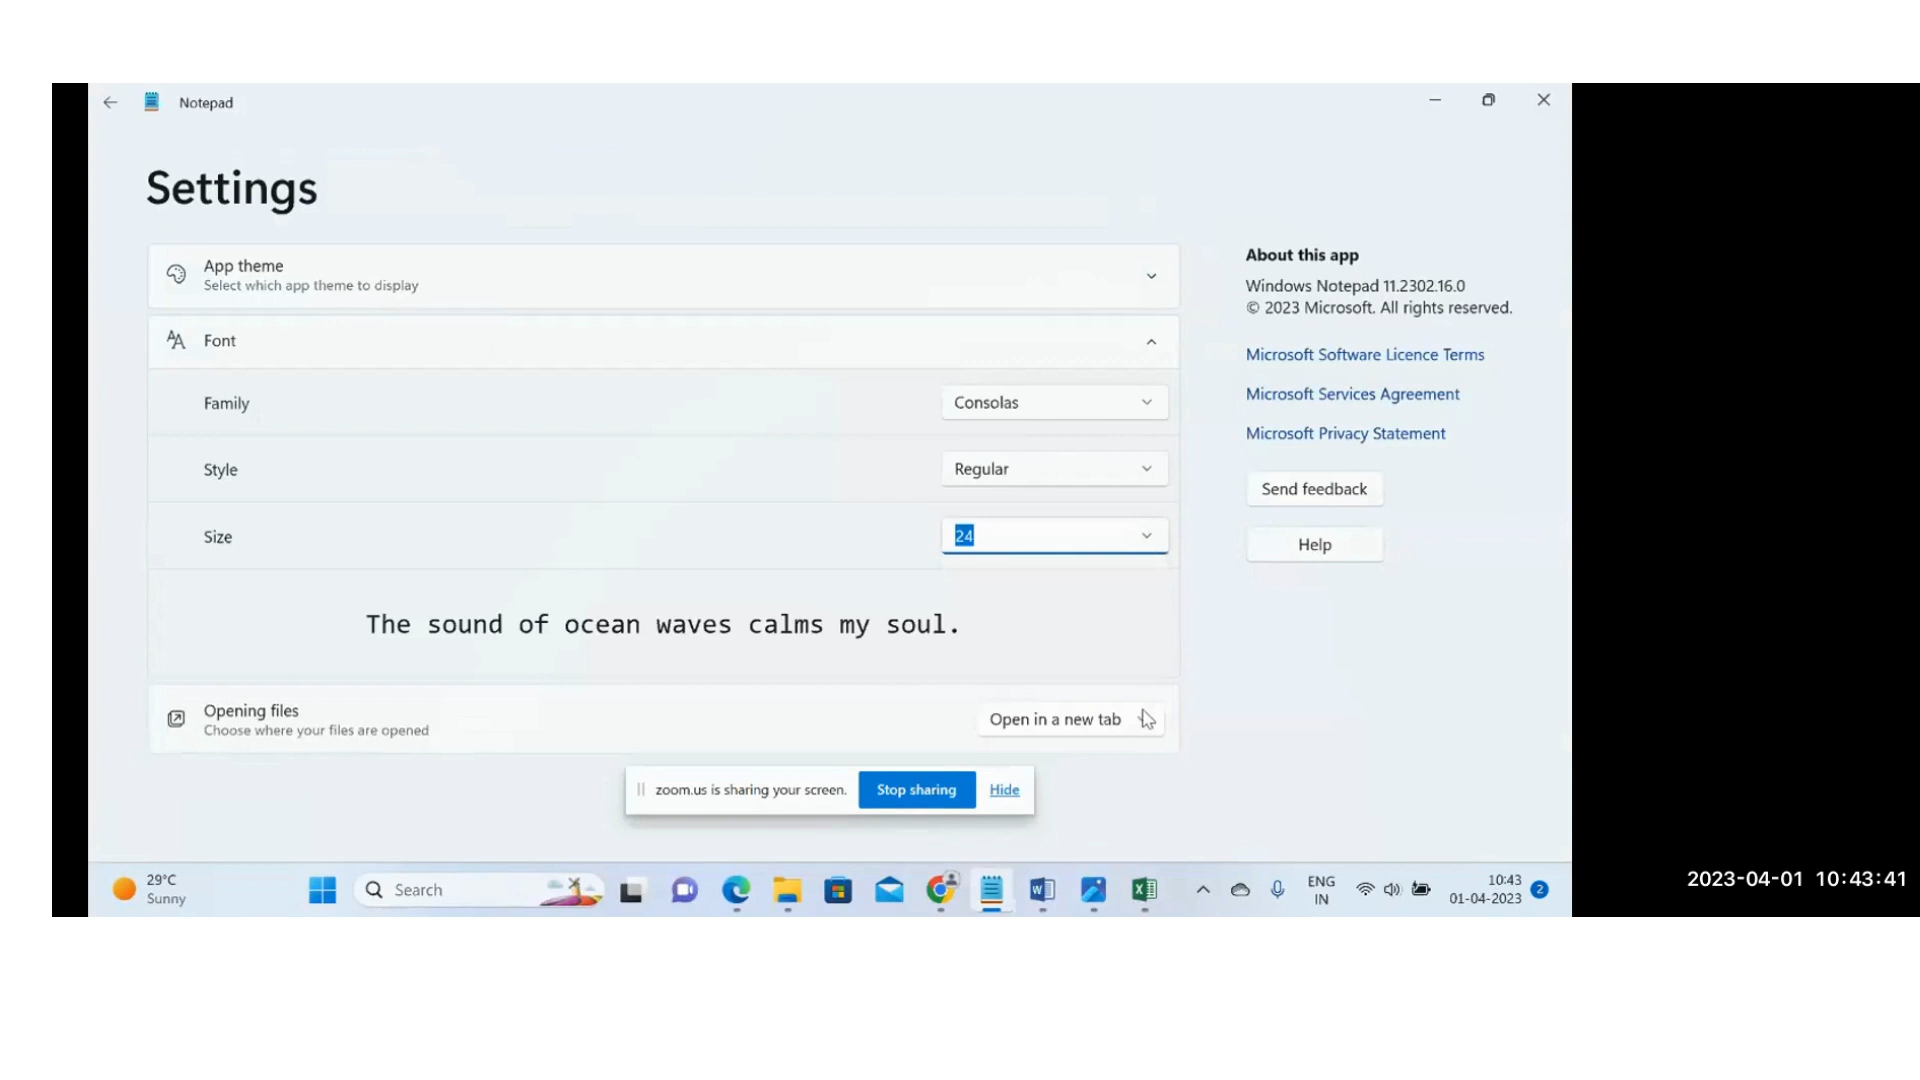 Notepad
Settings
App theme
Select which app theme to display
Font
Family
Consolas
Style
Regular
Size
24
The sound of ocean waves calms my soul.
Opening files
Choose where your files are opened
Open in a new tab
About this app
Windows Notepad 11.2302.16.0
© 2023 Microsoft. All rights reserved.
Microsoft Software Licence Terms
Microsoft Services Agreement
Microsoft Privacy Statement
Send feedback
Help
zoom.us is sharing your screen.
Stop sharing
Hide
29°C
Sunny
Search
ENG
IN
10:43
01-04-2023
2
2023-04-01 10:43:41